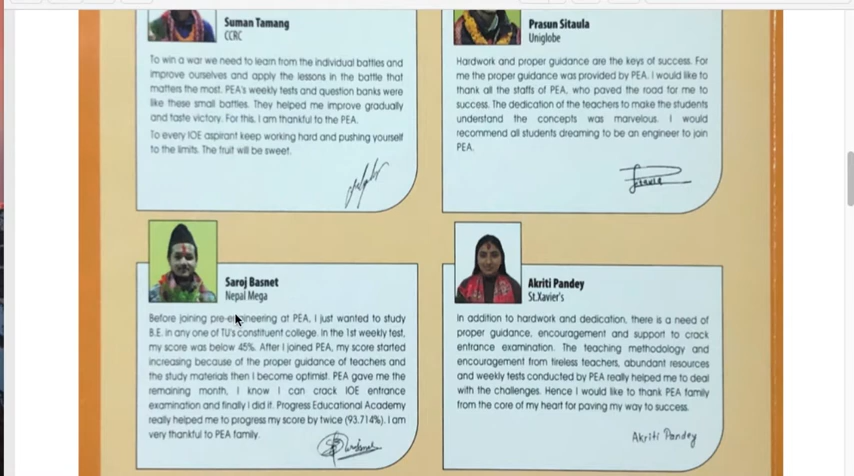 Suman Tamang
CCRC
To win a war we need to learn from the individual battles and
improve ourselves and apply the lessons in the battle that
matters the most. PEA's weekly tests and question banks were
like these small battles. They helped me improve gradually
and taste victory. For this, I am thankful to the PEA.
To every IOE aspirant keep working hard and pushing yourself
to the limits. The fruit will be sweet.
Prasun Sitaula
Uniglobe
Hardwork and proper guidance are the keys of success. For
me the proper guidance was provided by PEA. I would like to
thank all the staffs of PEA, who paved the road for me to
success. The dedication of the teachers to make the students
understand the concepts was marvelous. I would
recommend all students dreaming to be an engineer to join
PEA.
Saroj Basnet
Nepal Mega
Before joining pre-engineering at PEA, I just wanted to study
B.E. in any one of TU's constituent college. In the 1st weekly test,
my score was below 45%. After I joined PEA, my score started
increasing because of the proper guidance of teachers and
the study materials then I become optimist. PEA gave me the
remaining month, I know I can crack IOE entrance
examination and finally I did it. Progress Educational Academy
really helped me to progress my score by twice (93.714%). I am
very thankful to PEA family.
Akriti Pandey
St.Xavier's
In addition to hardwork and dedication, there is a need of
proper guidance, encouragement and support to crack
entrance examination. The teaching methodology and
encouragement from tireless teachers, abundant resources
and weekly tests conducted by PEA really helped me to deal
with the challenges. Hence I would like to thank PEA family
from the core of my heart for paving my way to success.
Akriti Pandey